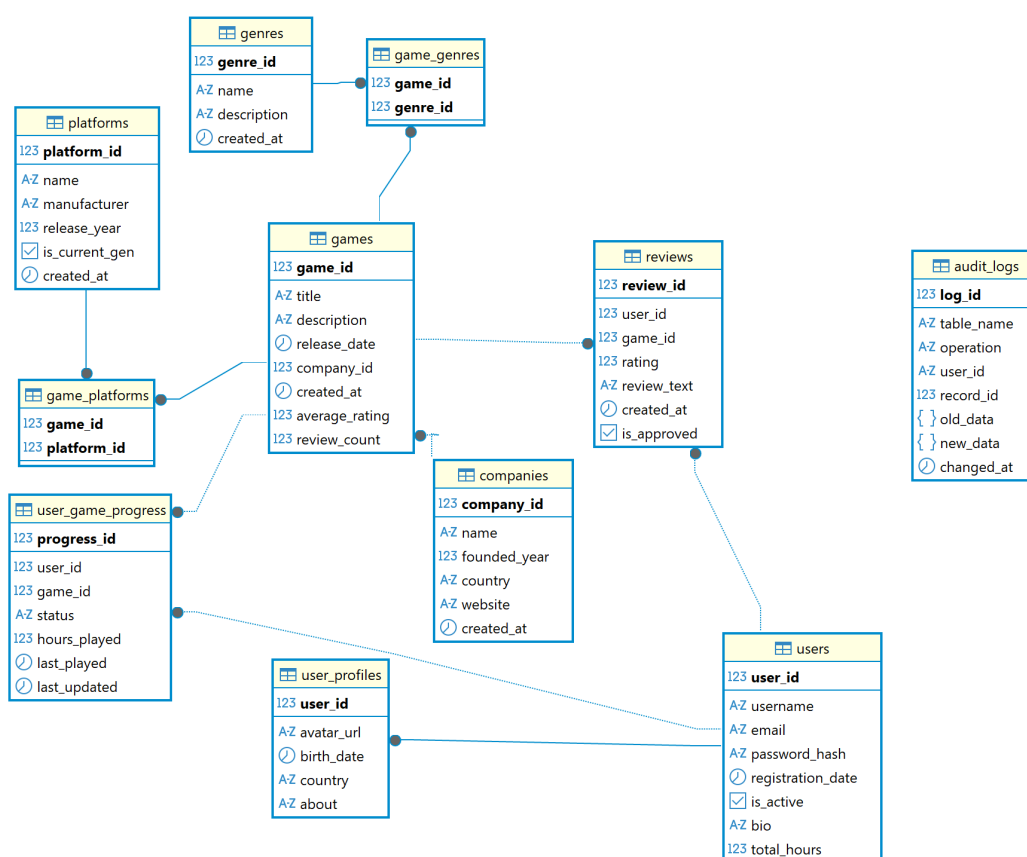 genres
123 genre_id
A-Z name
A-Z description
created_at
game_genres
123 game_id
123 genre_id
platforms
123 platform_id
A-Z name
A-Z manufacturer
123 release_year
is_current_gen
created_at
games
123 game_id
A-Z title
A-Z description
release_date
123 company_id
created_at
123 average_rating
123 review_count
reviews
123 review_id
123 user_id
123 game_id
123 rating
A-Z review_text
created_at
is_approved
audit_logs
123 log_id
A-Z table_name
A-Z operation
A-Z user_id
123 record_id
{ } old_data
{ } new_data
changed_at
game_platforms
123 game_id
123 platform_id
companies
123 company_id
A-Z name
123 founded_year
A-Z country
A-Z website
created_at
user_game_progress
123 progress_id
123 user_id
123 game_id
A-Z status
123 hours_played
last_played
last_updated
user_profiles
123 user_id
A-Z avatar_url
birth_date
A-Z country
A-Z about
users
123 user_id
A-Z username
A-Z email
A-Z password_hash
registration_date
is_active
A-Z bio
123 total_hours